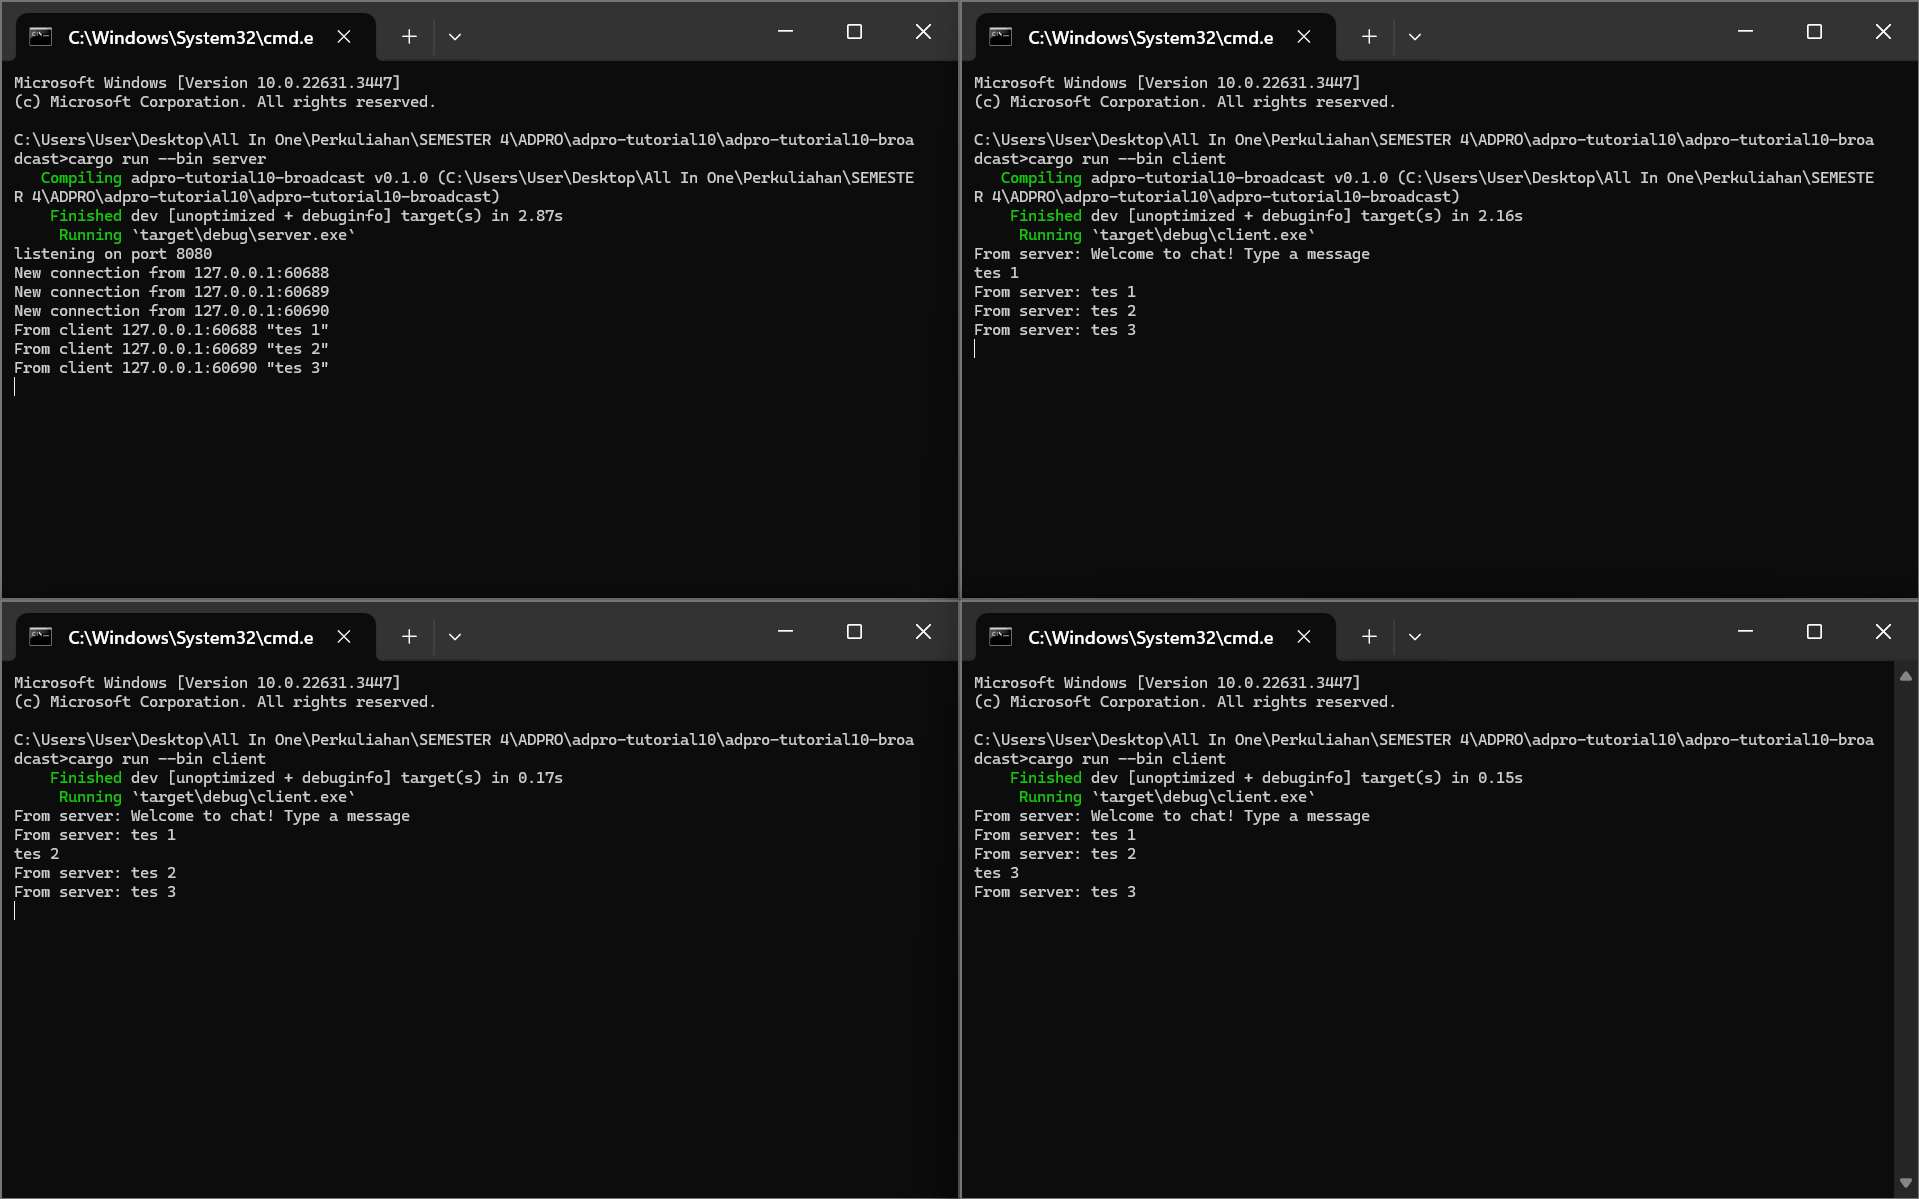 C:\Windows\System32\cmd.e
Microsoft Windows [Version 10.0.22631.3447]
(c) Microsoft Corporation. All rights reserved.
C:\Users\User\Desktop\All In One\Perkuliahan\SEMESTER 4\ADPRO\adpro-tutorial10\adpro-tutorial10-broa
dcast>cargo run --bin server
Compiling adpro-tutorial10-broadcast v0.1.0 (C:\Users\User\Desktop\All In One\Perkuliahan\SEMESTE
R 4\ADPRO\adpro-tutorial10\adpro-tutorial10-broadcast)
Finished dev [unoptimized + debuginfo] target(s) in 2.87s
Running `target\debug\server.exe`
listening on port 8080
New connection from 127.0.0.1:60688
New connection from 127.0.0.1:60689
New connection from 127.0.0.1:60690
From client 127.0.0.1:60688 "tes 1"
From client 127.0.0.1:60689 "tes 2"
From client 127.0.0.1:60690 "tes 3"
C:\Windows\System32\cmd.e
Microsoft Windows [Version 10.0.22631.3447]
(c) Microsoft Corporation. All rights reserved.
C:\Users\User\Desktop\All In One\Perkuliahan\SEMESTER 4\ADPRO\adpro-tutorial10\adpro-tutorial10-broa
dcast>cargo run --bin client
Compiling adpro-tutorial10-broadcast v0.1.0 (C:\Users\User\Desktop\All In One\Perkuliahan\SEMESTE
R 4\ADPRO\adpro-tutorial10\adpro-tutorial10-broadcast)
Finished dev [unoptimized + debuginfo] target(s) in 2.16s
Running `target\debug\client.exe`
From server: Welcome to chat! Type a message
tes 1
From server: tes 1
From server: tes 2
From server: tes 3
C:\Windows\System32\cmd.e
Microsoft Windows [Version 10.0.22631.3447]
(c) Microsoft Corporation. All rights reserved.
C:\Users\User\Desktop\All In One\Perkuliahan\SEMESTER 4\ADPRO\adpro-tutorial10\adpro-tutorial10-broa
dcast>cargo run --bin client
Finished dev [unoptimized + debuginfo] target(s) in 0.17s
Running `target\debug\client.exe`
From server: Welcome to chat! Type a message
From server: tes 1
tes 2
From server: tes 2
From server: tes 3
C:\Windows\System32\cmd.e
Microsoft Windows [Version 10.0.22631.3447]
(c) Microsoft Corporation. All rights reserved.
C:\Users\User\Desktop\All In One\Perkuliahan\SEMESTER 4\ADPRO\adpro-tutorial10\adpro-tutorial10-broa
dcast>cargo run --bin client
Finished dev [unoptimized + debuginfo] target(s) in 0.15s
Running `target\debug\client.exe`
From server: Welcome to chat! Type a message
From server: tes 1
From server: tes 2
tes 3
From server: tes 3